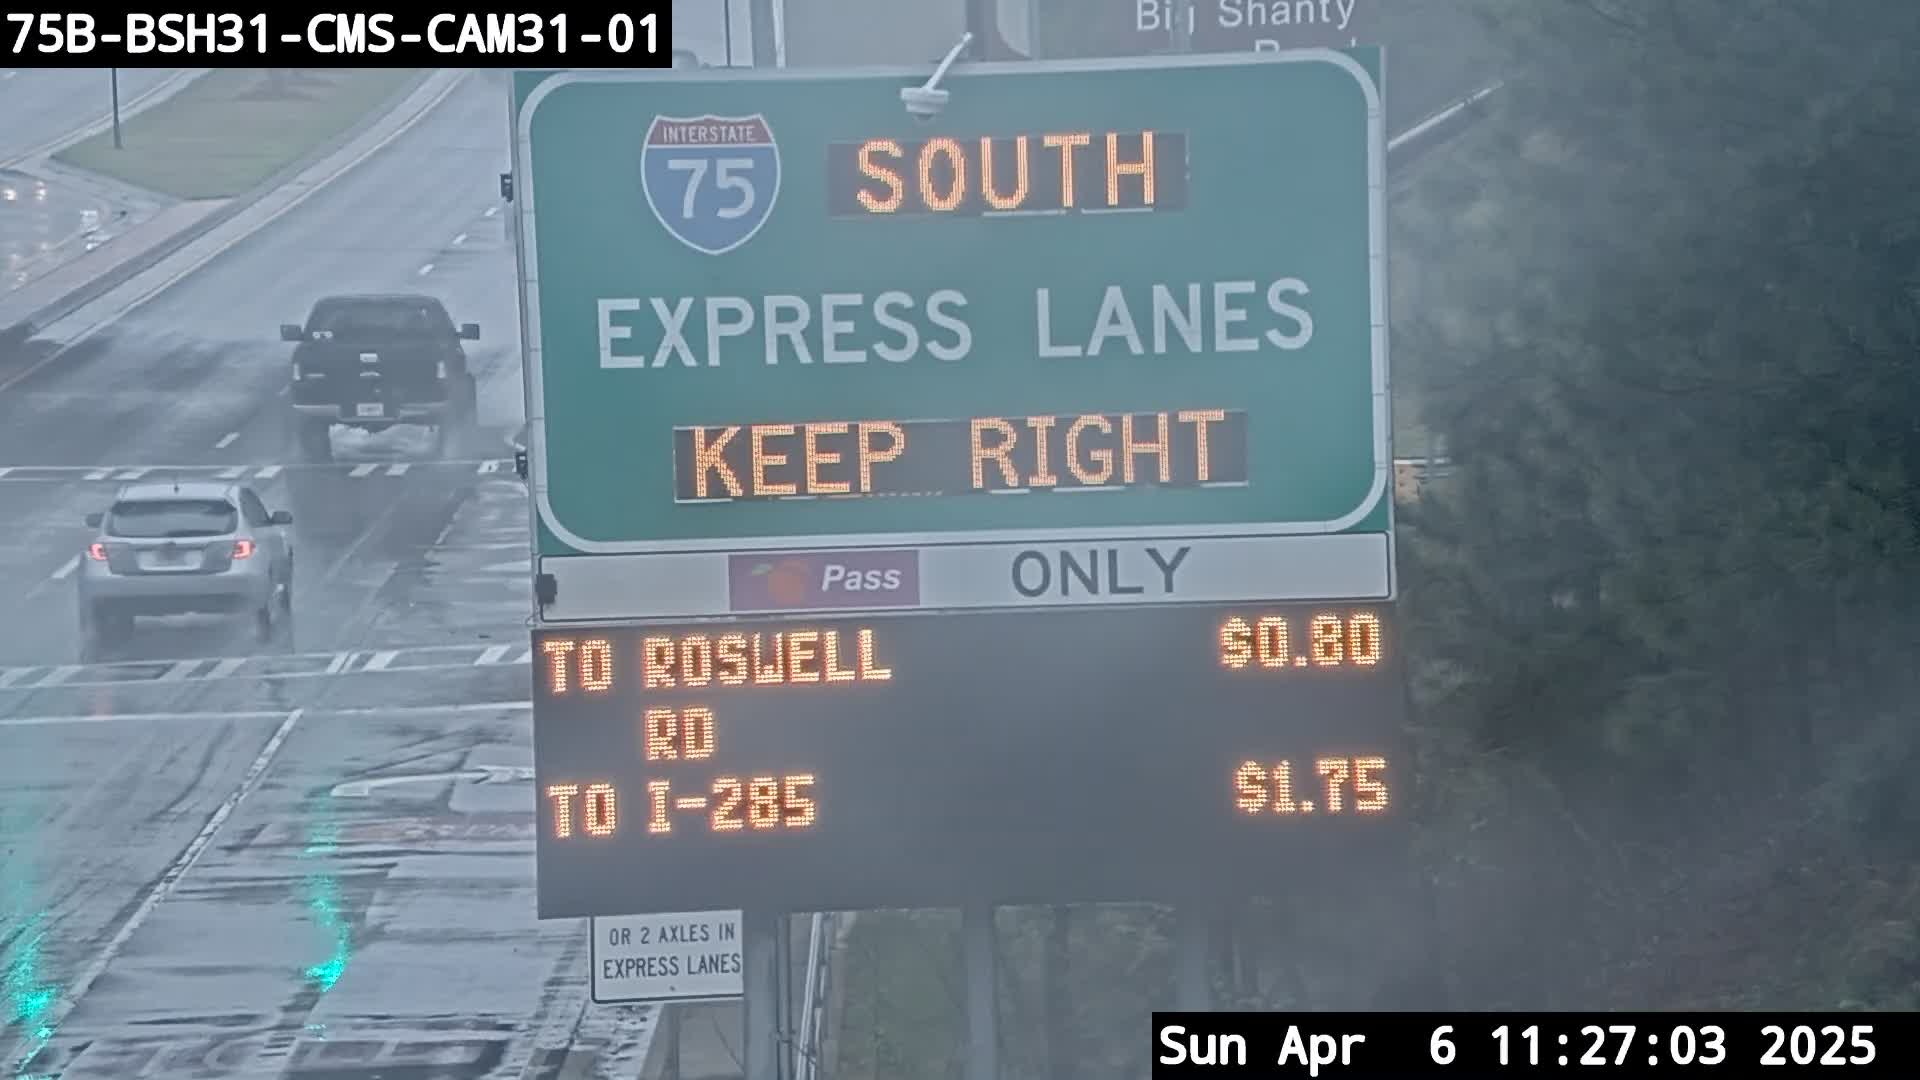 75B-BSH31-CMS-CAM31-01
Big Shanty
INTERSTATE
75
SOUTH
EXPRESS LANES
KEEP RIGHT
Pass ONLY
TO ROSWELL $0.80
RD
TO I-285 $1.75
OR 2 AXLES IN
EXPRESS LANES
Sun Apr 6 11:27:03 2025